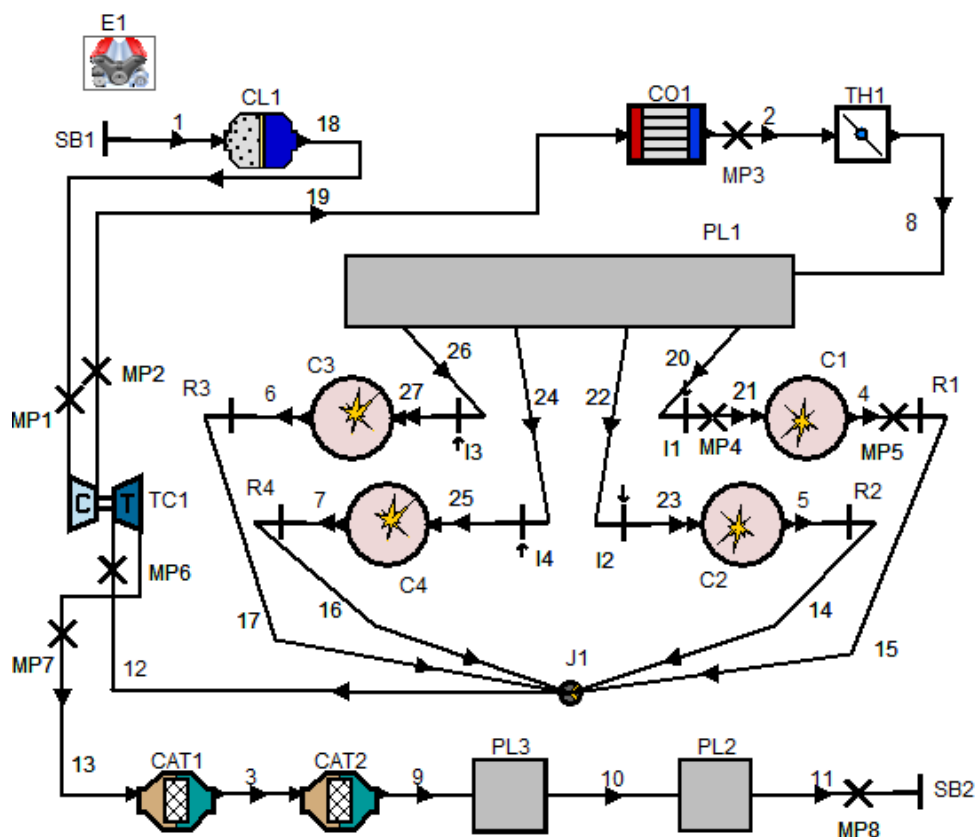 E1
CL1
CO1
TH1
SB1
1
18
2
MP3
19
8
PL1
26
20
C3
C1
R3
6
27
24
22
21
4
R1
MP2
MP1
I3
I1
MP4
MP5
C
T
TC1
R4
7
25
23
5
R2
MP6
C4
I4
I2
C2
17
16
14
15
MP7
12
J1
13
CAT1
3
CAT2
9
PL3
10
PL2
11
SB2
MP8